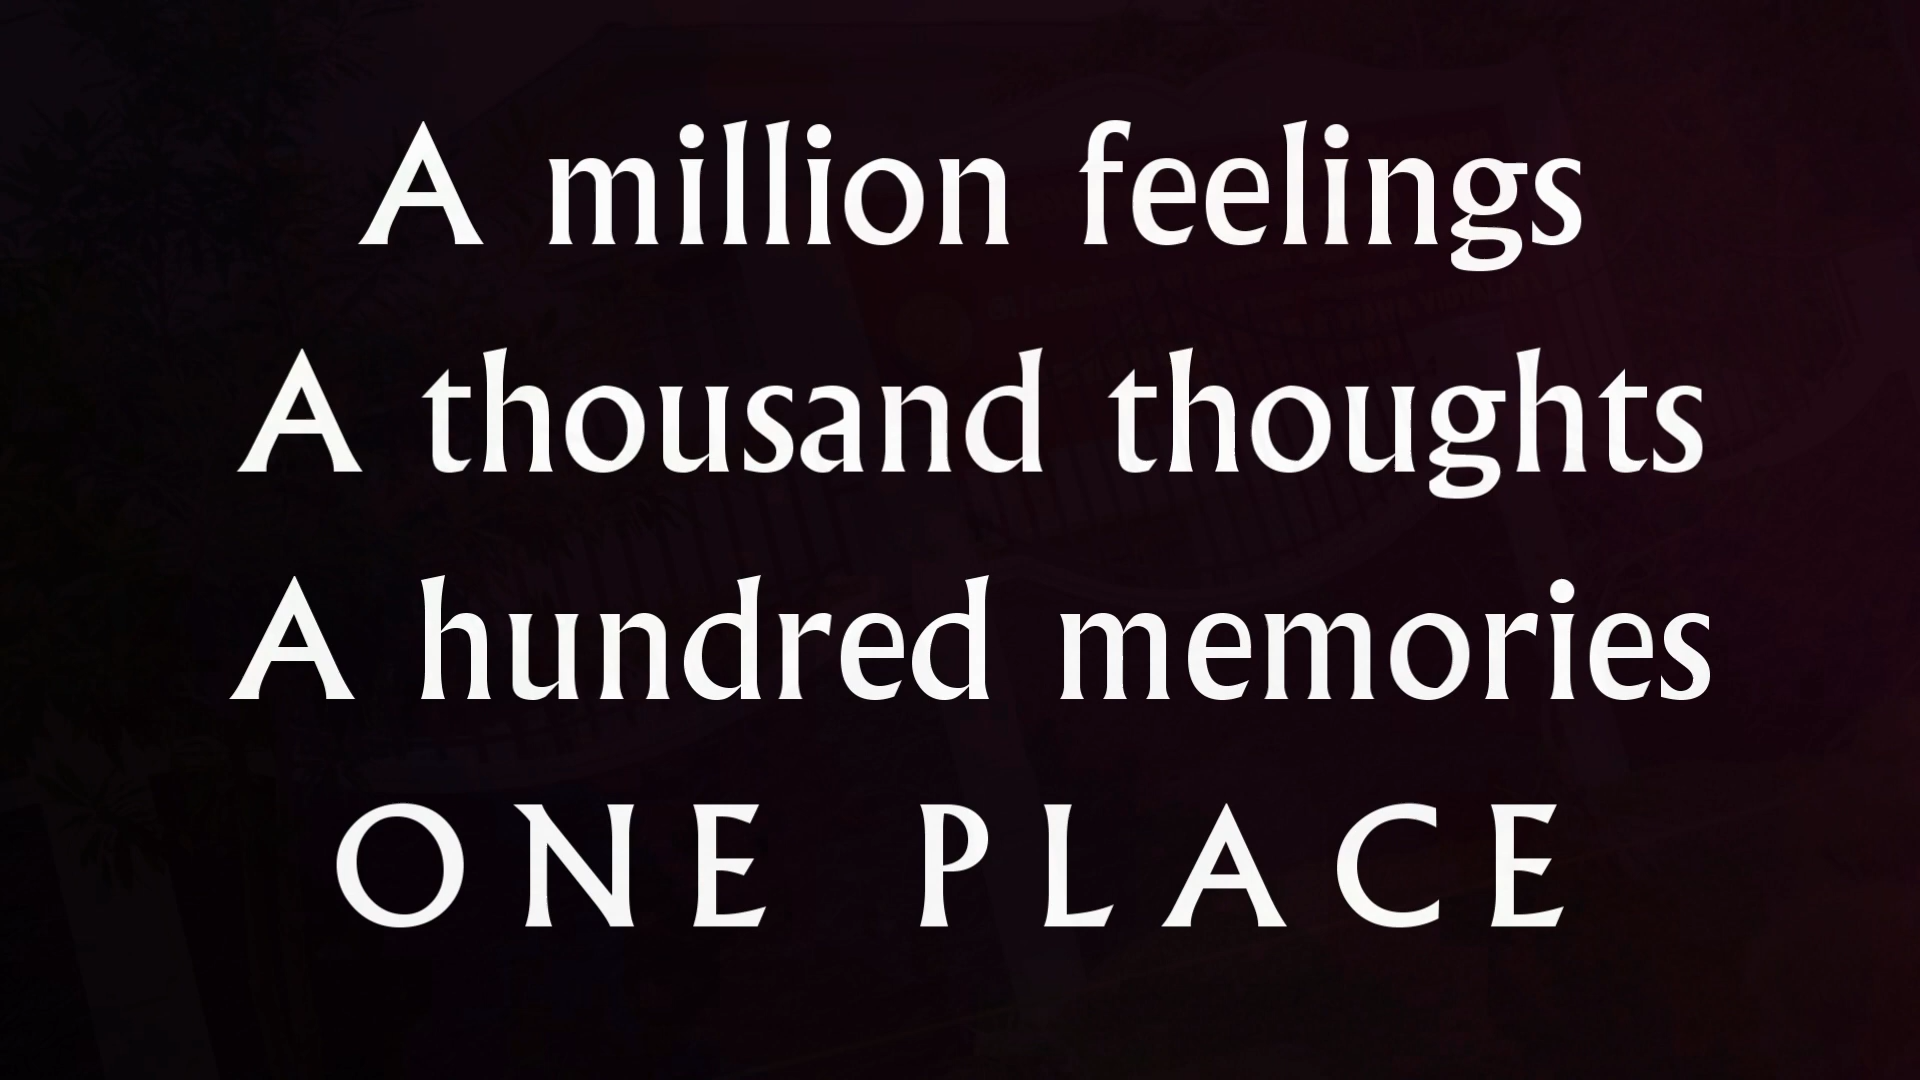 A million feelings
A thousand thoughts
A hundred memories
ONE PLACE